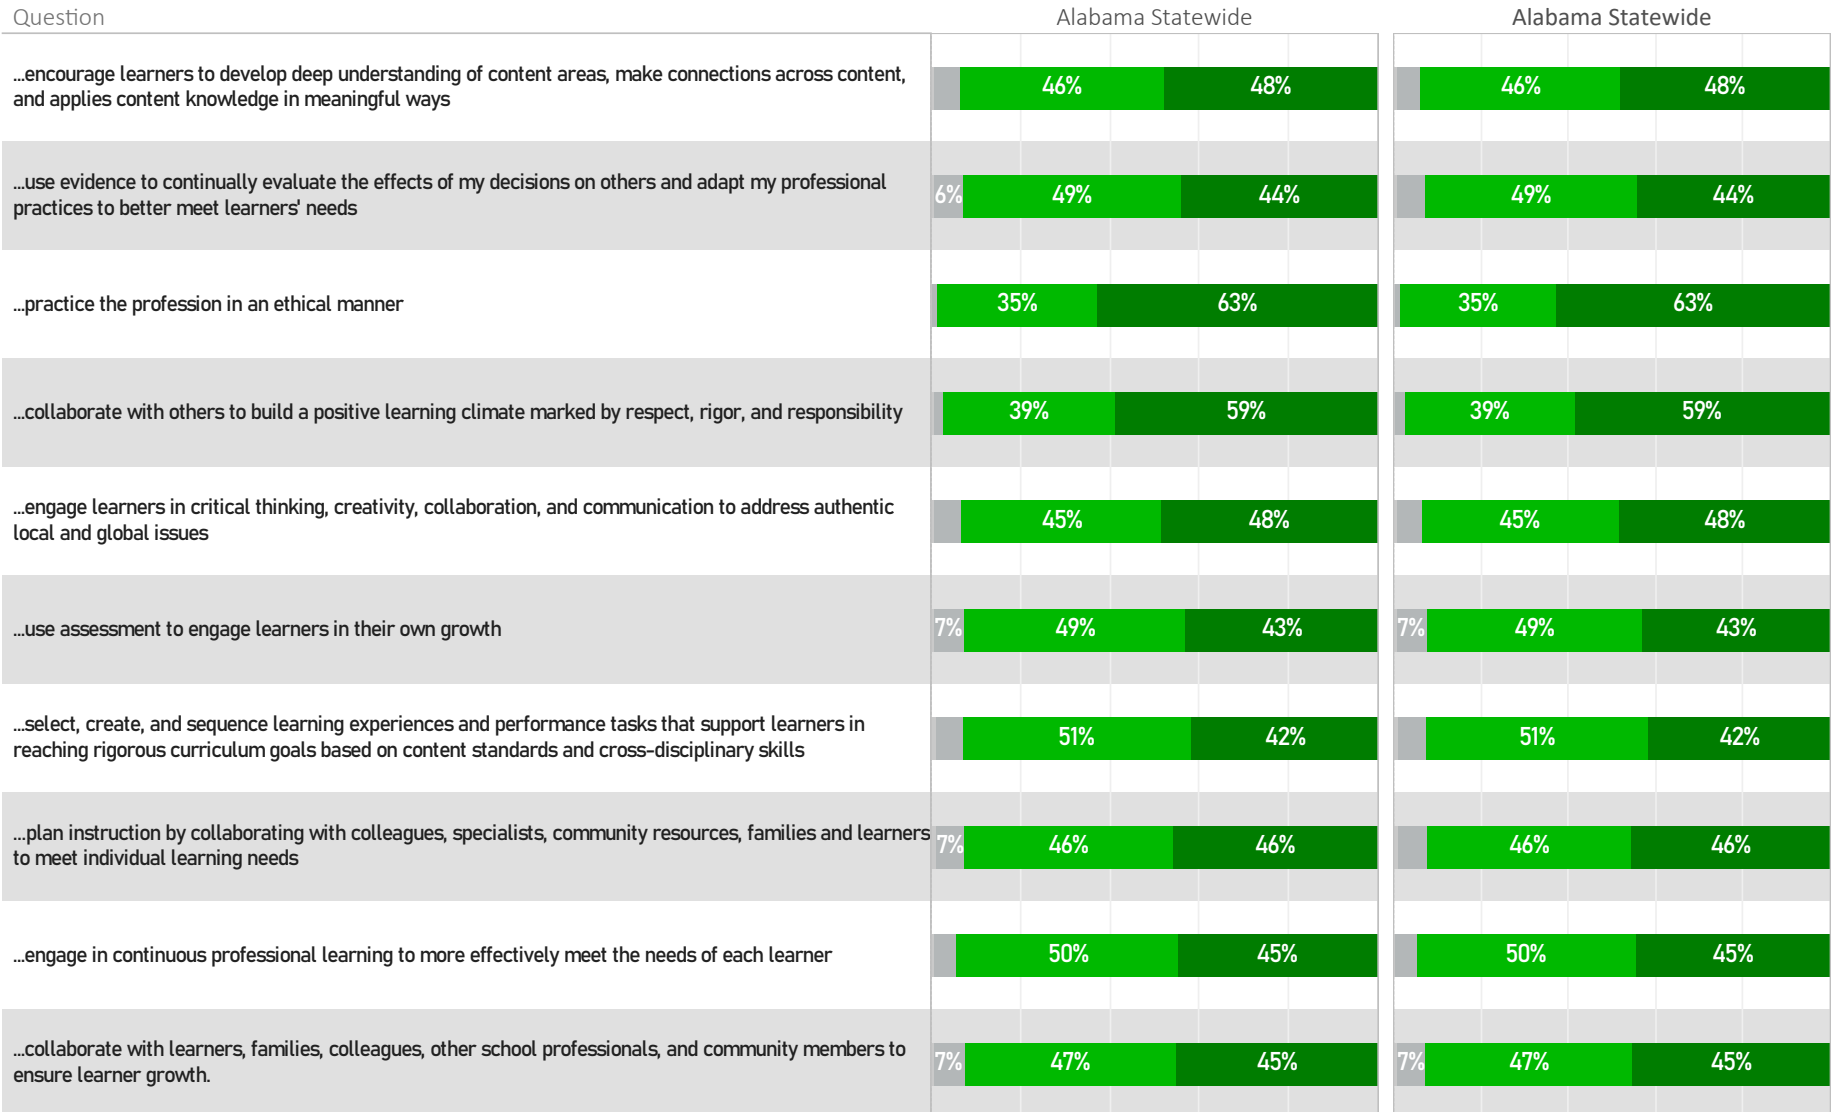 Question Alabama Statewide Alabama Statewide
...encourage learners to develop deep understanding of content areas, make connections across content,
and applies content knowledge in meaningful ways
46% 48% 46% 48%
...use evidence to continually evaluate the effects of my decisions on others and adapt my professional
practices to better meet learners' needs
6% 49% 44% 49% 44%
...practice the profession in an ethical manner
35% 63% 35% 63%
...collaborate with others to build a positive learning climate marked by respect, rigor, and responsibility
39% 59% 39% 59%
...engage learners in critical thinking, creativity, collaboration, and communication to address authentic
local and global issues
45% 48% 45% 48%
...use assessment to engage learners in their own growth
7% 49% 43% 7% 49% 43%
...select, create, and sequence learning experiences and performance tasks that support learners in
reaching rigorous curriculum goals based on content standards and cross-disciplinary skills
51% 42% 51% 42%
...plan instruction by collaborating with colleagues, specialists, community resources, families and learners
to meet individual learning needs
7% 46% 46% 46% 46%
...engage in continuous professional learning to more effectively meet the needs of each learner
50% 45% 50% 45%
...collaborate with learners, families, colleagues, other school professionals, and community members to
ensure learner growth.
7% 47% 45% 7% 47% 45%